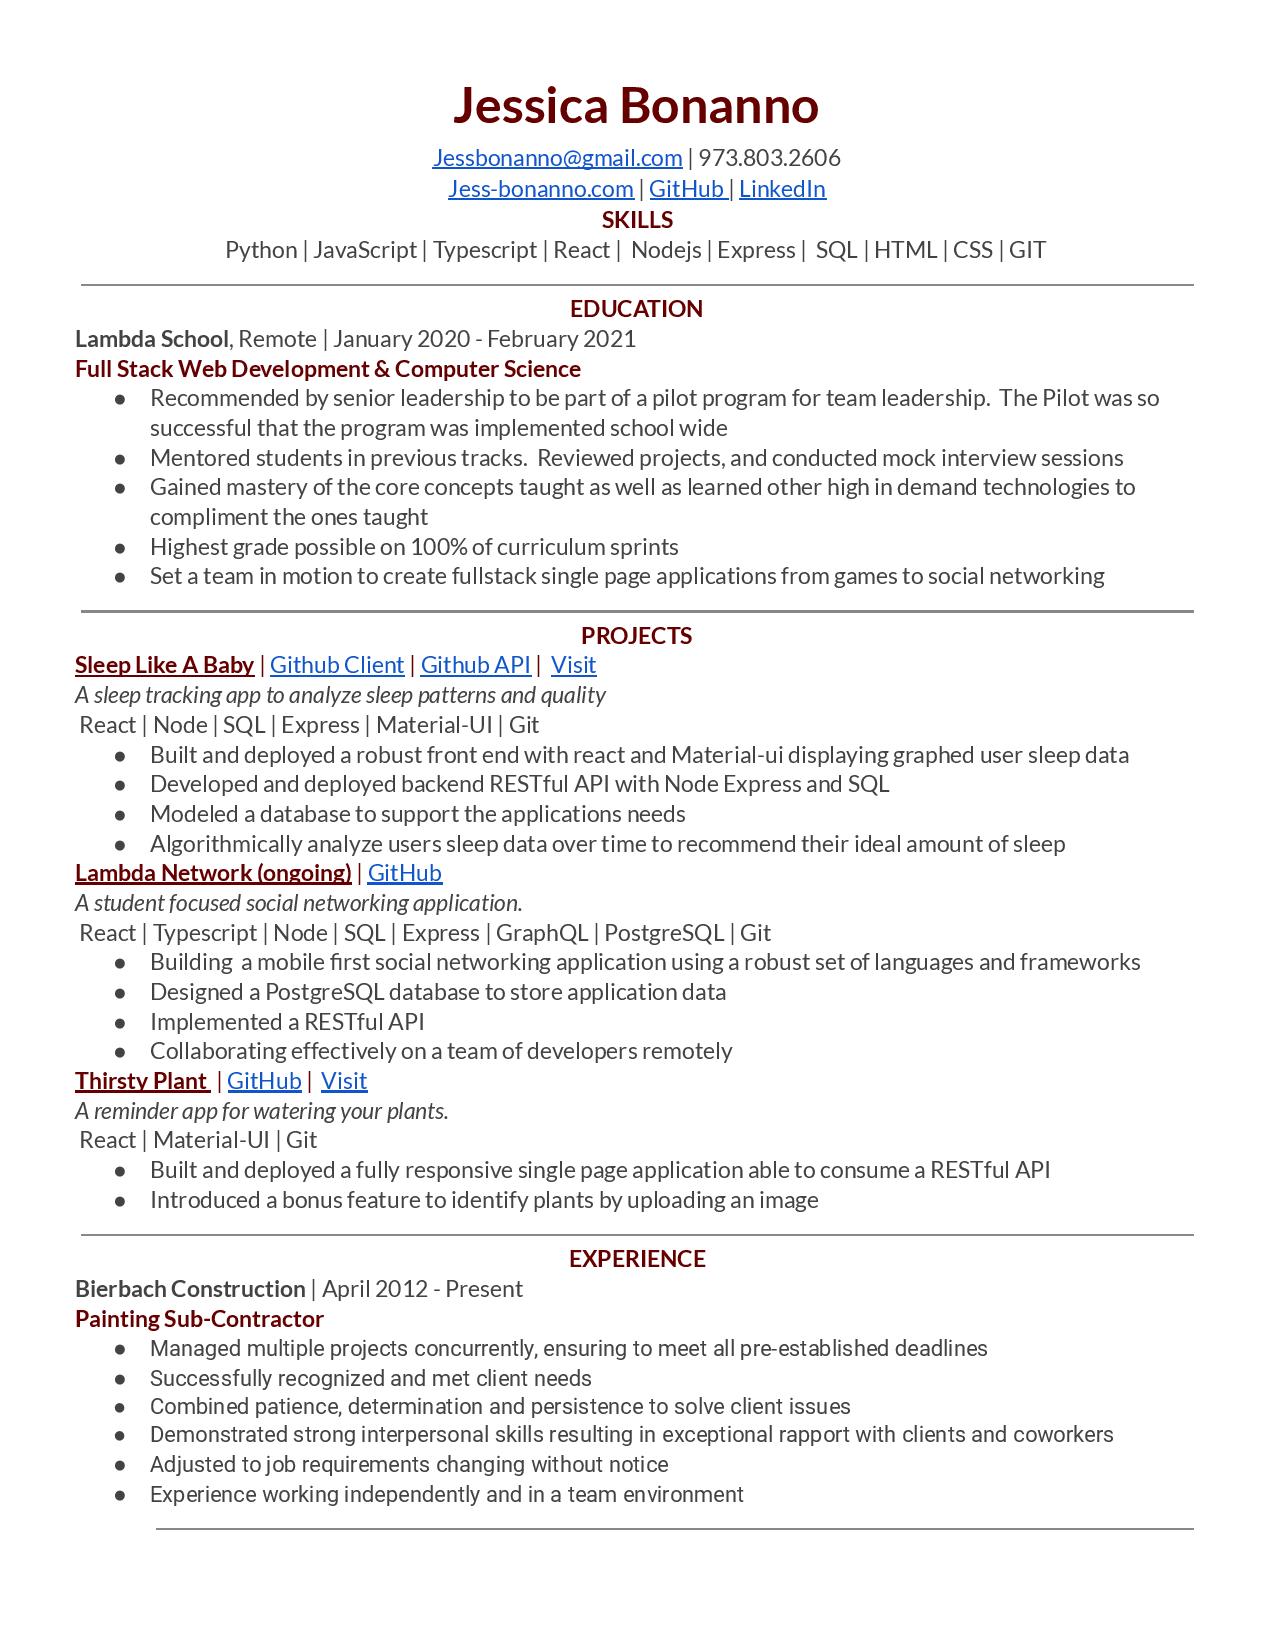 Jessica Bonanno
Jessbonanno@gmail.com | 973.803.2606
Jess-bonanno.com | GitHub | LinkedIn
SKILLS
Python | JavaScript | Typescript | React | Nodejs | Express | SQL | HTML | CSS | GIT
EDUCATION
Lambda School, Remote | January 2020 - February 2021
Full Stack Web Development & Computer Science
● Recommended by senior leadership to be part of a pilot program for team leadership. The Pilot was so
successful that the program was implemented school wide
● Mentored students in previous tracks. Reviewed projects, and conducted mock interview sessions
● Gained mastery of the core concepts taught as well as learned other high in demand technologies to
compliment the ones taught
● Highest grade possible on 100% of curriculum sprints
● Set a team in motion to create fullstack single page applications from games to social networking
PROJECTS
Sleep Like A Baby | Github Client | Github API | Visit
A sleep tracking app to analyze sleep patterns and quality
React | Node | SQL | Express | Material-UI | Git
● Built and deployed a robust front end with react and Material-ui displaying graphed user sleep data
● Developed and deployed backend RESTful API with Node Express and SQL
● Modeled a database to support the applications needs
● Algorithmically analyze users sleep data over time to recommend their ideal amount of sleep
Lambda Network (ongoing) | GitHub
A student focused social networking application.
React | Typescript | Node | SQL | Express | GraphQL | PostgreSQL | Git
● Building a mobile first social networking application using a robust set of languages and frameworks
● Designed a PostgreSQL database to store application data
● Implemented a RESTful API
● Collaborating effectively on a team of developers remotely
Thirsty Plant | GitHub | Visit
A reminder app for watering your plants.
React | Material-UI | Git
● Built and deployed a fully responsive single page application able to consume a RESTful API
● Introduced a bonus feature to identify plants by uploading an image
EXPERIENCE
Bierbach Construction | April 2012 - Present
Painting Sub-Contractor
● Managed multiple projects concurrently, ensuring to meet all pre-established deadlines
● Successfully recognized and met client needs
● Combined patience, determination and persistence to solve client issues
● Demonstrated strong interpersonal skills resulting in exceptional rapport with clients and coworkers
● Adjusted to job requirements changing without notice
● Experience working independently and in a team environment